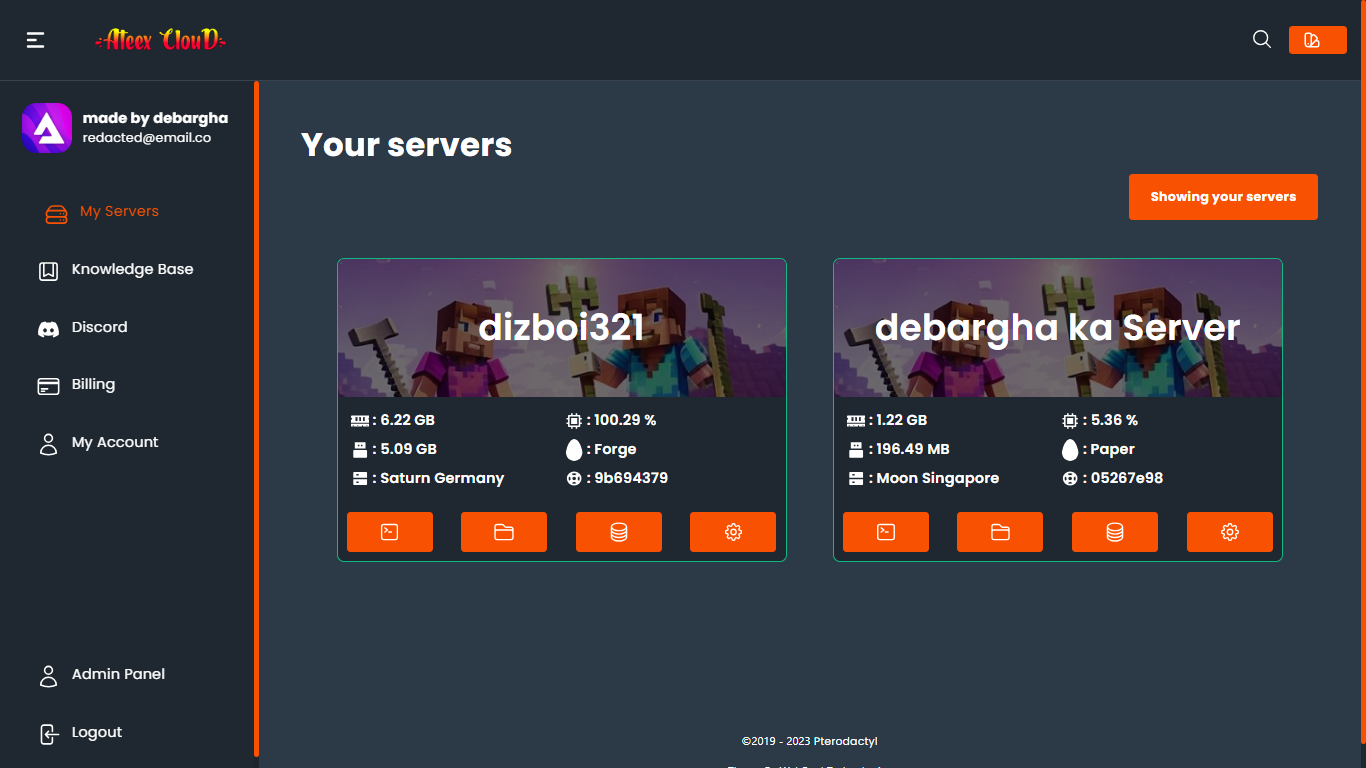 Ateex ClouD
made by debargha
redacted@email.co
My Servers
Knowledge Base
Discord
Billing
My Account
Admin Panel
Logout
Your servers
Showing your servers
dizboi321
: 6.22 GB
: 100.29 %
: 5.09 GB
: Forge
: Saturn Germany
: 9b694379
debargha ka Server
: 1.22 GB
: 5.36 %
: 196.49 MB
: Paper
: Moon Singapore
: 05267e98
©2019 - 2023 Pterodactyl